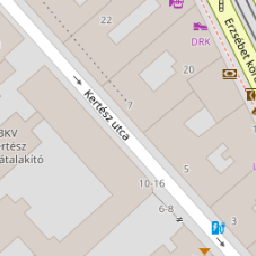 22
DRK
Erzsébet kör
20
7
Kertész utca
BKV
ertész
átalakító
10-16
5
6-8
3